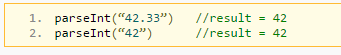 1. parseInt(“42.33”) //result = 42
2. parseInt(“42”) //result = 42